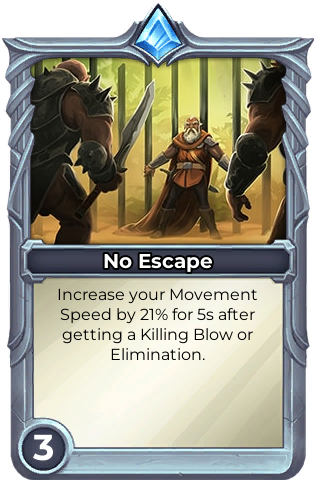 No Escape
Increase your Movement
Speed by 21% for 5s after
getting a Killing Blow or
Elimination.
3